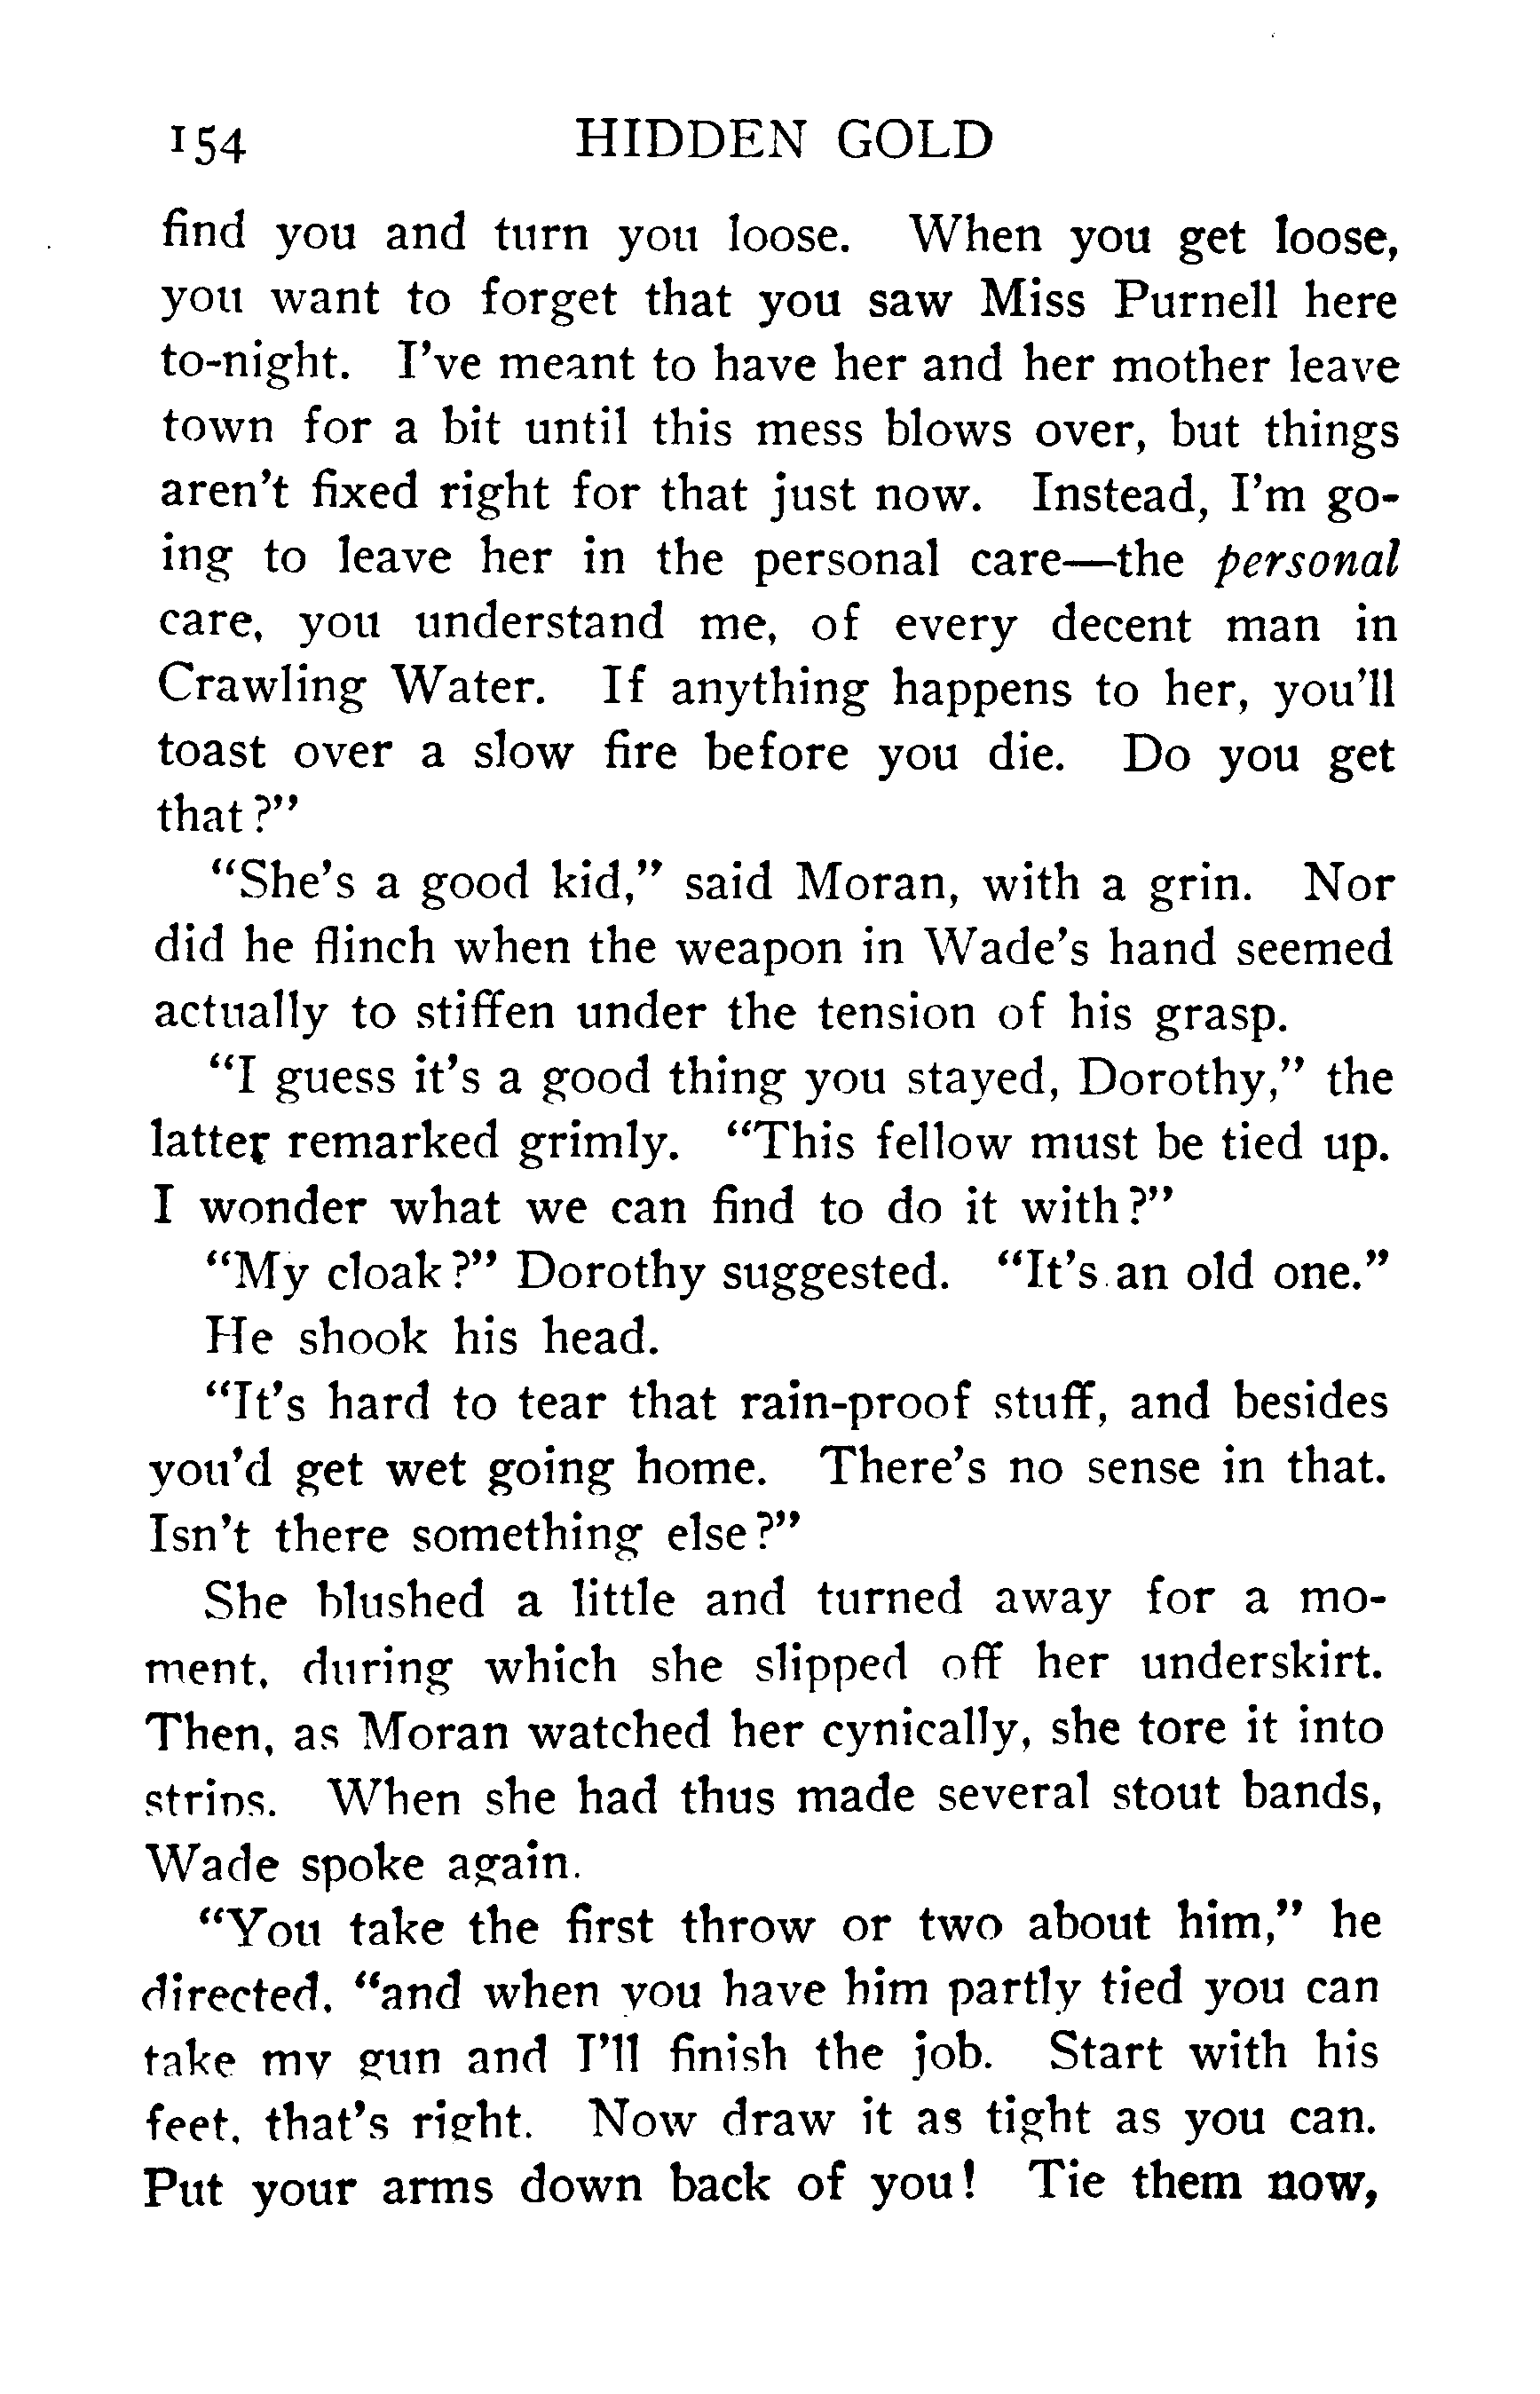 154 HIDDEN GOLD
find you and turn you loose. When you get loose,
you want to forget that you saw Miss Purnell here
to-night. I've meant to have her and her mother leave
town for a bit until this mess blows over, but things
aren't fixed right for that just now. Instead, I'm go-
ing to leave her in the personal care—the personal
care, you understand me, of every decent man in
Crawling Water. If anything happens to her, you'll
toast over a slow fire before you die. Do you get
that?"
"She's a good kid," said Moran, with a grin. Nor
did he flinch when the weapon in Wade's hand seemed
actually to stiffen under the tension of his grasp.
"I guess it's a good thing you stayed, Dorothy," the
latter remarked grimly. "This fellow must be tied up.
I wonder what we can find to do it with?"
"My cloak?" Dorothy suggested. "It's an old one."
He shook his head.
"It's hard to tear that rain-proof stuff, and besides
you'd get wet going home. There's no sense in that.
Isn't there something else?"
She blushed a little and turned away for a mo-
ment, during which she slipped off her underskirt.
Then, as Moran watched her cynically, she tore it into
strips. When she had thus made several stout bands,
Wade spoke again.
"You take the first throw or two about him," he
directed, "and when you have him partly tied you can
take my gun and I'll finish the job. Start with his
feet, that's right. Now draw it as tight as you can.
Put your arms down back of you! Tie them now,